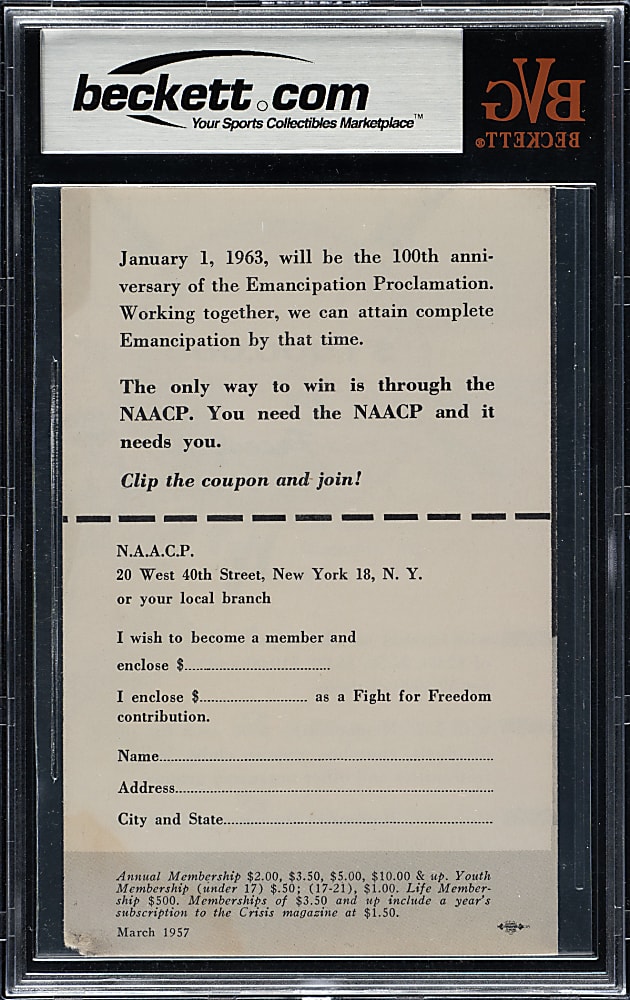 beckett.com
Your Sports Collectibles Marketplace™
BVG
BECKETT®
January 1, 1963, will be the 100th anni-
versary of the Emancipation Proclamation.
Working together, we can attain complete
Emancipation by that time.
The only way to win is through the
NAACP. You need the NAACP and it
needs you.
Clip the coupon and join!
N.A.A.C.P.
20 West 40th Street, New York 18, N. Y.
or your local branch
I wish to become a member and
enclose $..............................
I enclose $.......................... as a Fight for Freedom
contribution.
Name..............................................................
Address...........................................................
City and State..................................................
Annual Membership $2.00, $3.50, $5.00, $10.00 & up. Youth
Membership (under 17) $.50; (17-21), $1.00. Life Member-
ship $500. Memberships of $3.50 and up include a year's
subscription to the Crisis magazine at $1.50.
March 1957